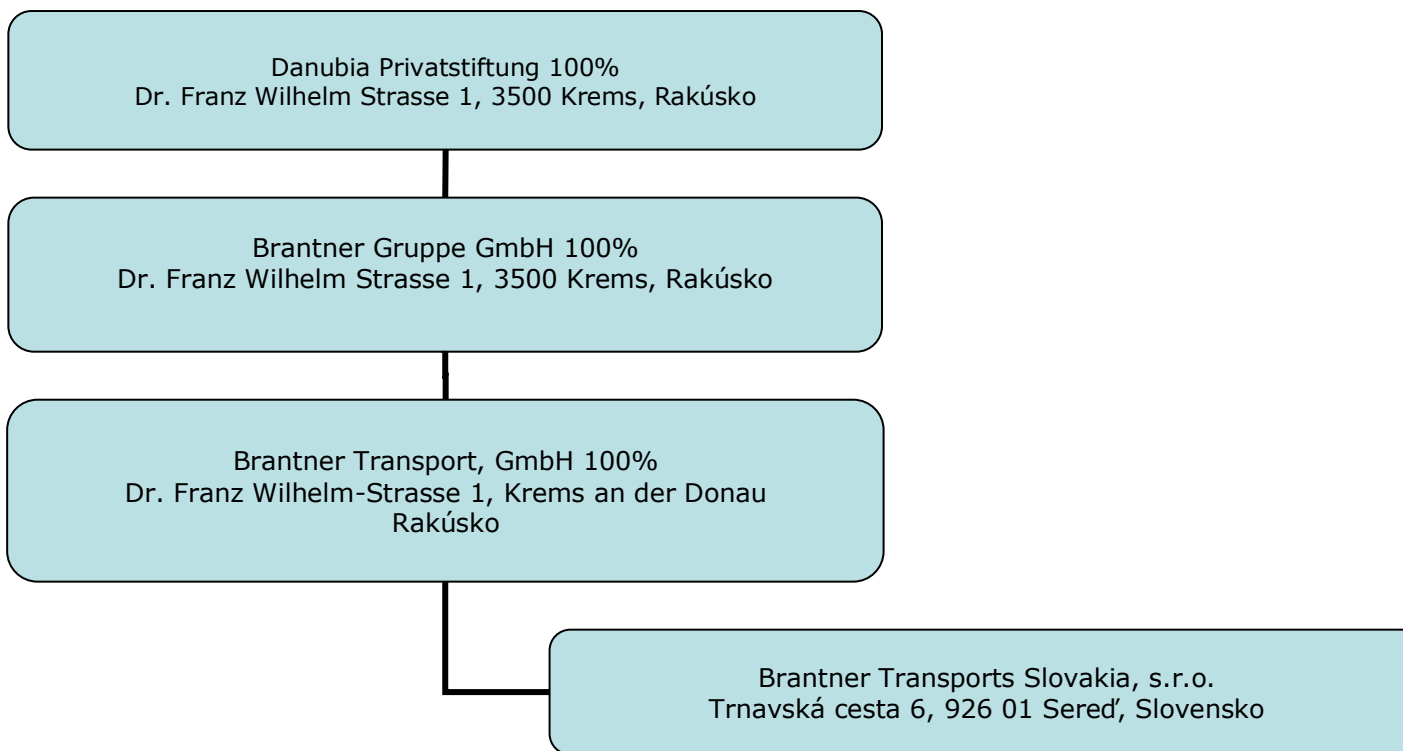 Danubia Privatstiftung 100%
Dr. Franz Wilhelm Strasse 1, 3500 Krems, Rakúsko
Brantner Gruppe GmbH 100%
Dr. Franz Wilhelm Strasse 1, 3500 Krems, Rakúsko
Brantner Transport, GmbH 100%
Dr. Franz Wilhelm-Strasse 1, Krems an der Donau
Rakúsko
Brantner Transports Slovakia, s.r.o.
Trnavská cesta 6, 926 01 Sereď, Slovensko